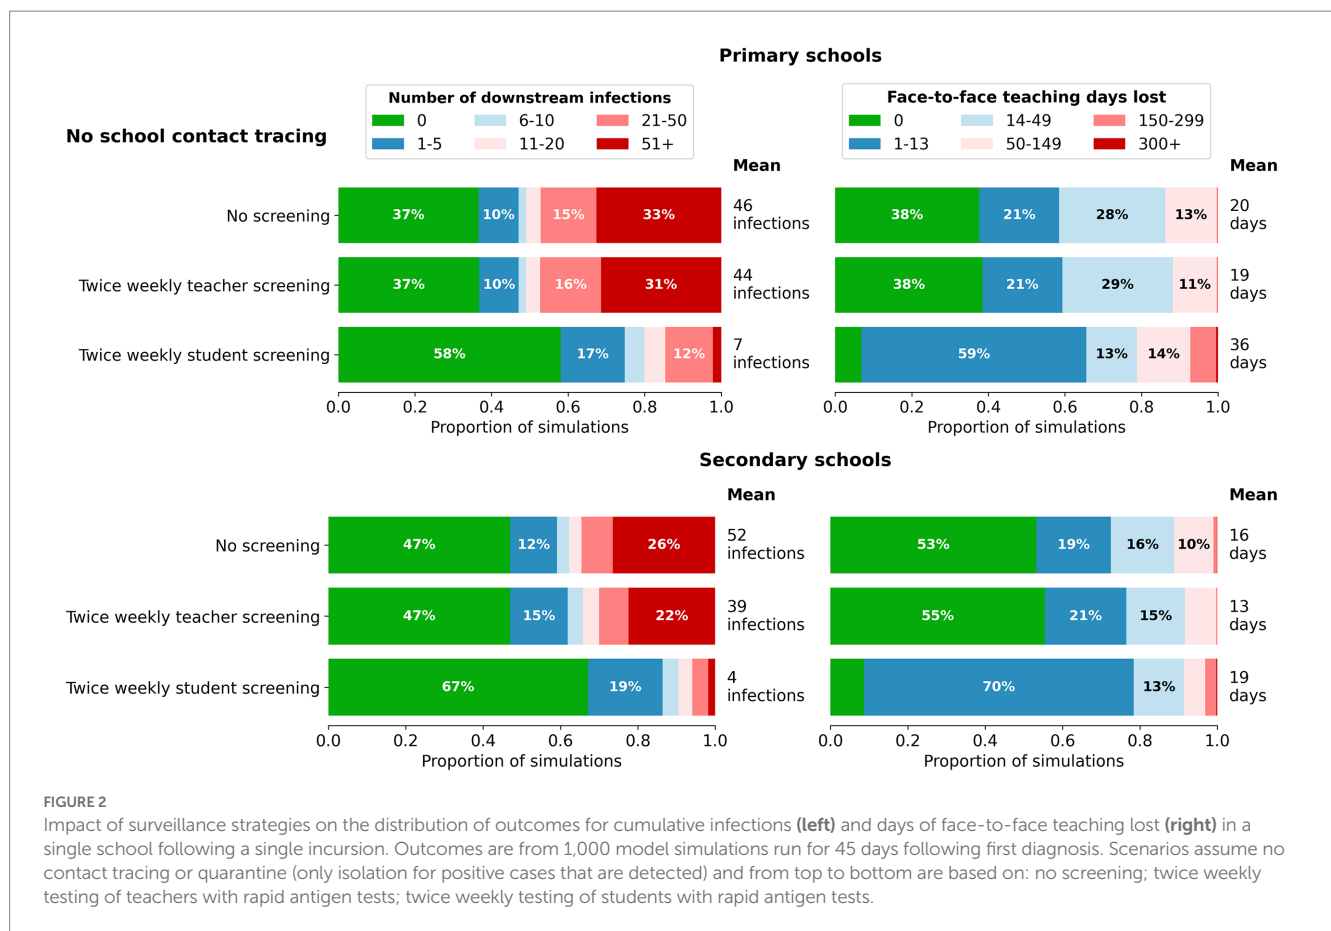 Primary schools
No school contact tracing
Number of downstream infections
0 6-10 21-50
1-5 11-20 51+
Face-to-face teaching days lost
0 14-49 150-299
1-13 50-149 300+
Mean Mean
No screening 37% 10% 15% 33% 46 infections 38% 21% 28% 13% 20 days
Twice weekly teacher screening 37% 10% 16% 31% 44 infections 38% 21% 29% 11% 19 days
Twice weekly student screening 58% 17% 12% 7 infections 59% 13% 14% 36 days
0.0 0.2 0.4 0.6 0.8 1.0 0.0 0.2 0.4 0.6 0.8 1.0
Proportion of simulations Proportion of simulations
Secondary schools
Mean Mean
No screening 47% 12% 26% 52 infections 53% 19% 16% 10% 16 days
Twice weekly teacher screening 47% 15% 22% 39 infections 55% 21% 15% 13 days
Twice weekly student screening 67% 19% 4 infections 70% 13% 19 days
0.0 0.2 0.4 0.6 0.8 1.0 0.0 0.2 0.4 0.6 0.8 1.0
Proportion of simulations Proportion of simulations
FIGURE 2
Impact of surveillance strategies on the distribution of outcomes for cumulative infections (left) and days of face-to-face teaching lost (right) in a
single school following a single incursion. Outcomes are from 1,000 model simulations run for 45 days following first diagnosis. Scenarios assume no
contact tracing or quarantine (only isolation for positive cases that are detected) and from top to bottom are based on: no screening; twice weekly
testing of teachers with rapid antigen tests; twice weekly testing of students with rapid antigen tests.